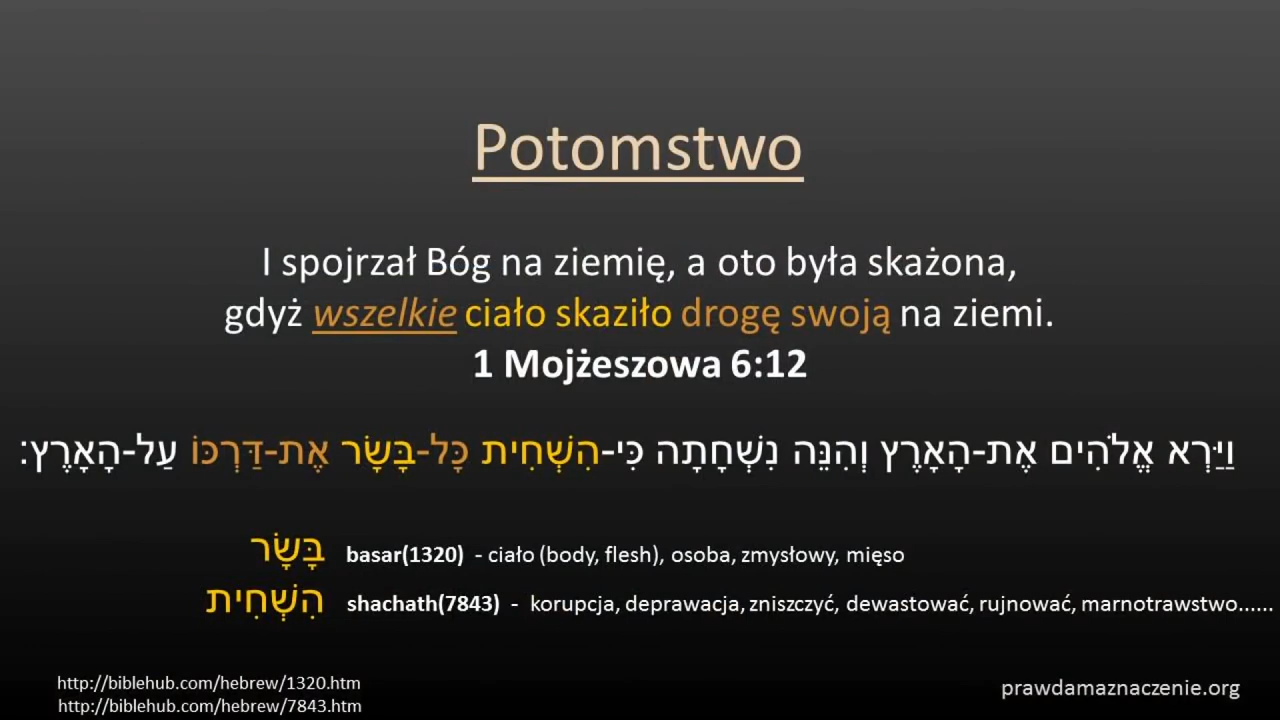 Potomstwo
I spojrzał Bóg na ziemię, a oto była skażona,
gdyż wszelkie ciało skaziło drogę swoją na ziemi.
1 Mojżeszowa 6:12
וַיַּרְא אֱלֹהִים אֶת-הָאָרֶץ וְהִנֵּה נִשְׁחָתָה כִּי-הִשְׁחִית כָּל-בָּשָׂר אֶת-דַּרְכּוֹ עַל-הָאָרֶץ׃
בָּשָׂר basar(1320) - ciało (body, flesh), osoba, zmysłowy, mięso
הִשְׁחִית shachath(7843) - korupcja, deprawacja, zniszczyć, dewastować, rujnować, marnotrawstwo......
http://biblehub.com/hebrew/1320.htm
http://biblehub.com/hebrew/7843.htm
prawdamaznaczenie.org